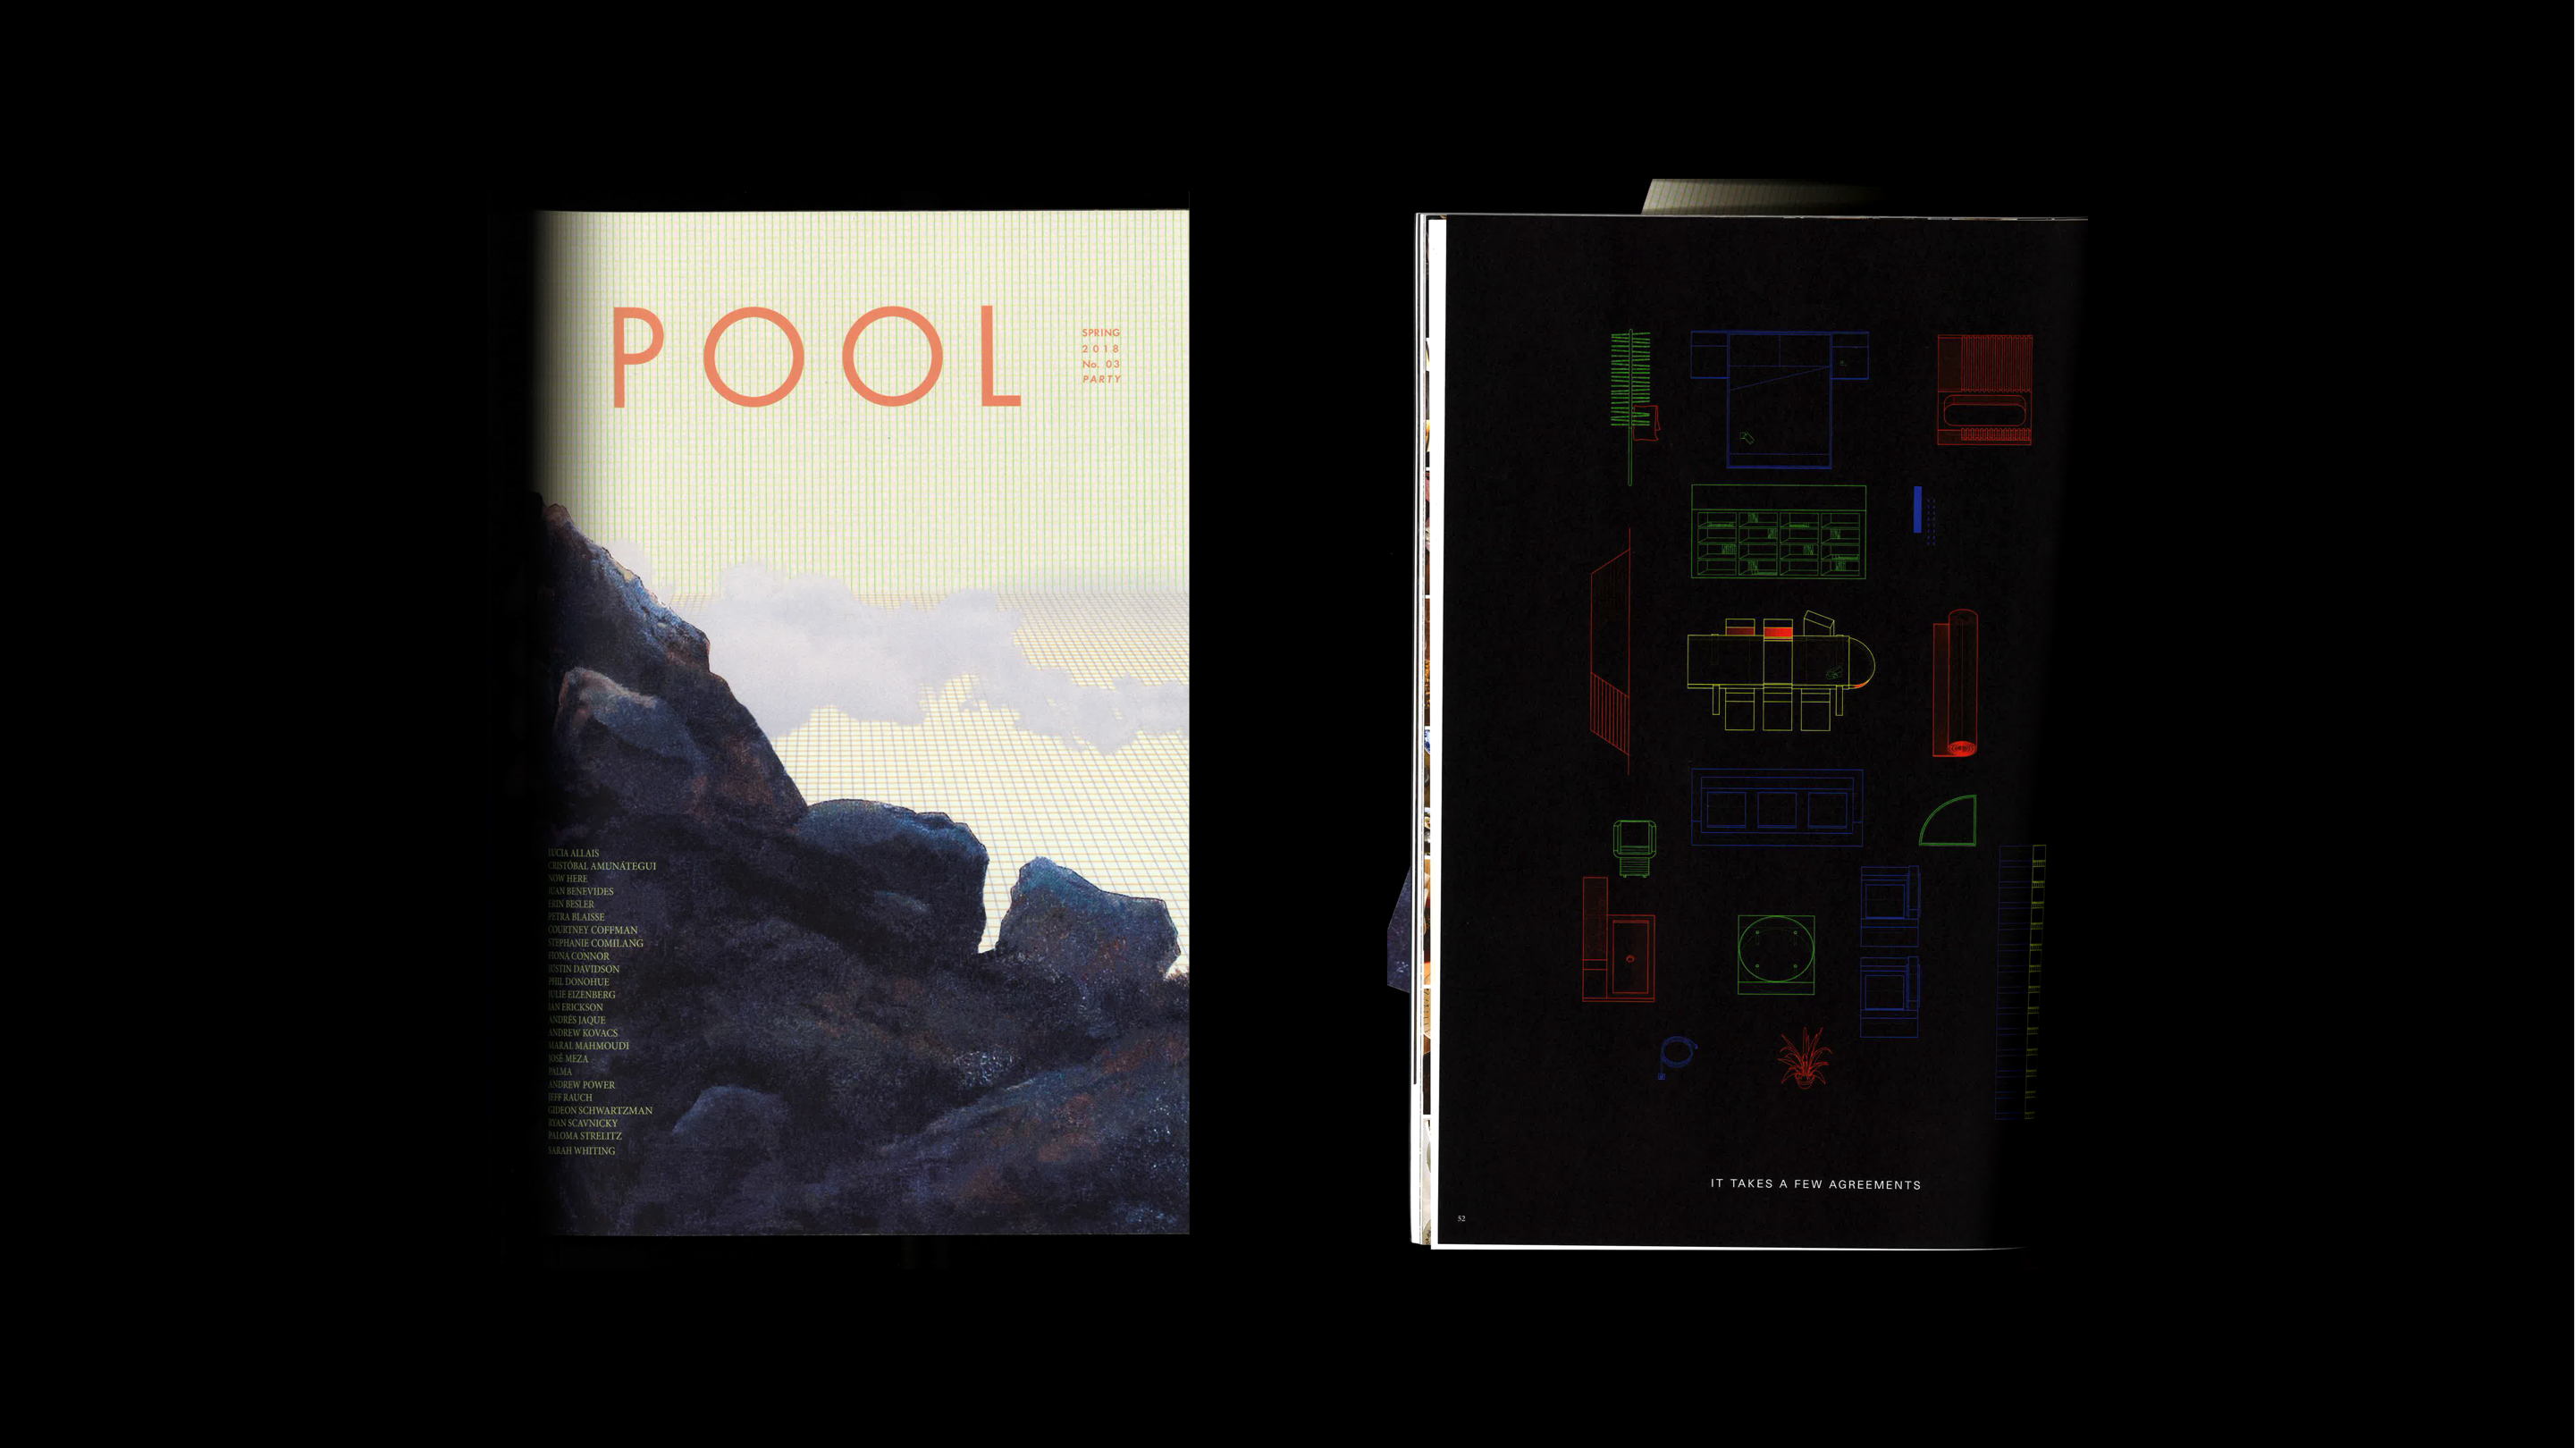 POOL
SPRING
2018
No. 03
PARTY
LUCIA ALLAIS
CRISTÓBAL AMUNÁTEGUI
NOW HERE
JUAN BENEVIDES
ERIN BESLER
PETRA BLAISSE
COURTNEY COFFMAN
STEPHANIE COMILANG
FIONA CONNOR
JUSTIN DAVIDSON
PHIL DONOHUE
JULIE EIZENBERG
IAN ERICKSON
ANDRÉS JAQUE
ANDREW KOVACS
MARAL MAHMOUDI
JOSÉ MEZA
PALMA
ANDREW POWER
JEFF RAUCH
GIDEON SCHWARTZMAN
RYAN SCAVNICKY
PALOMA STRELITZ
SARAH WHITING
IT TAKES A FEW AGREEMENTS
52